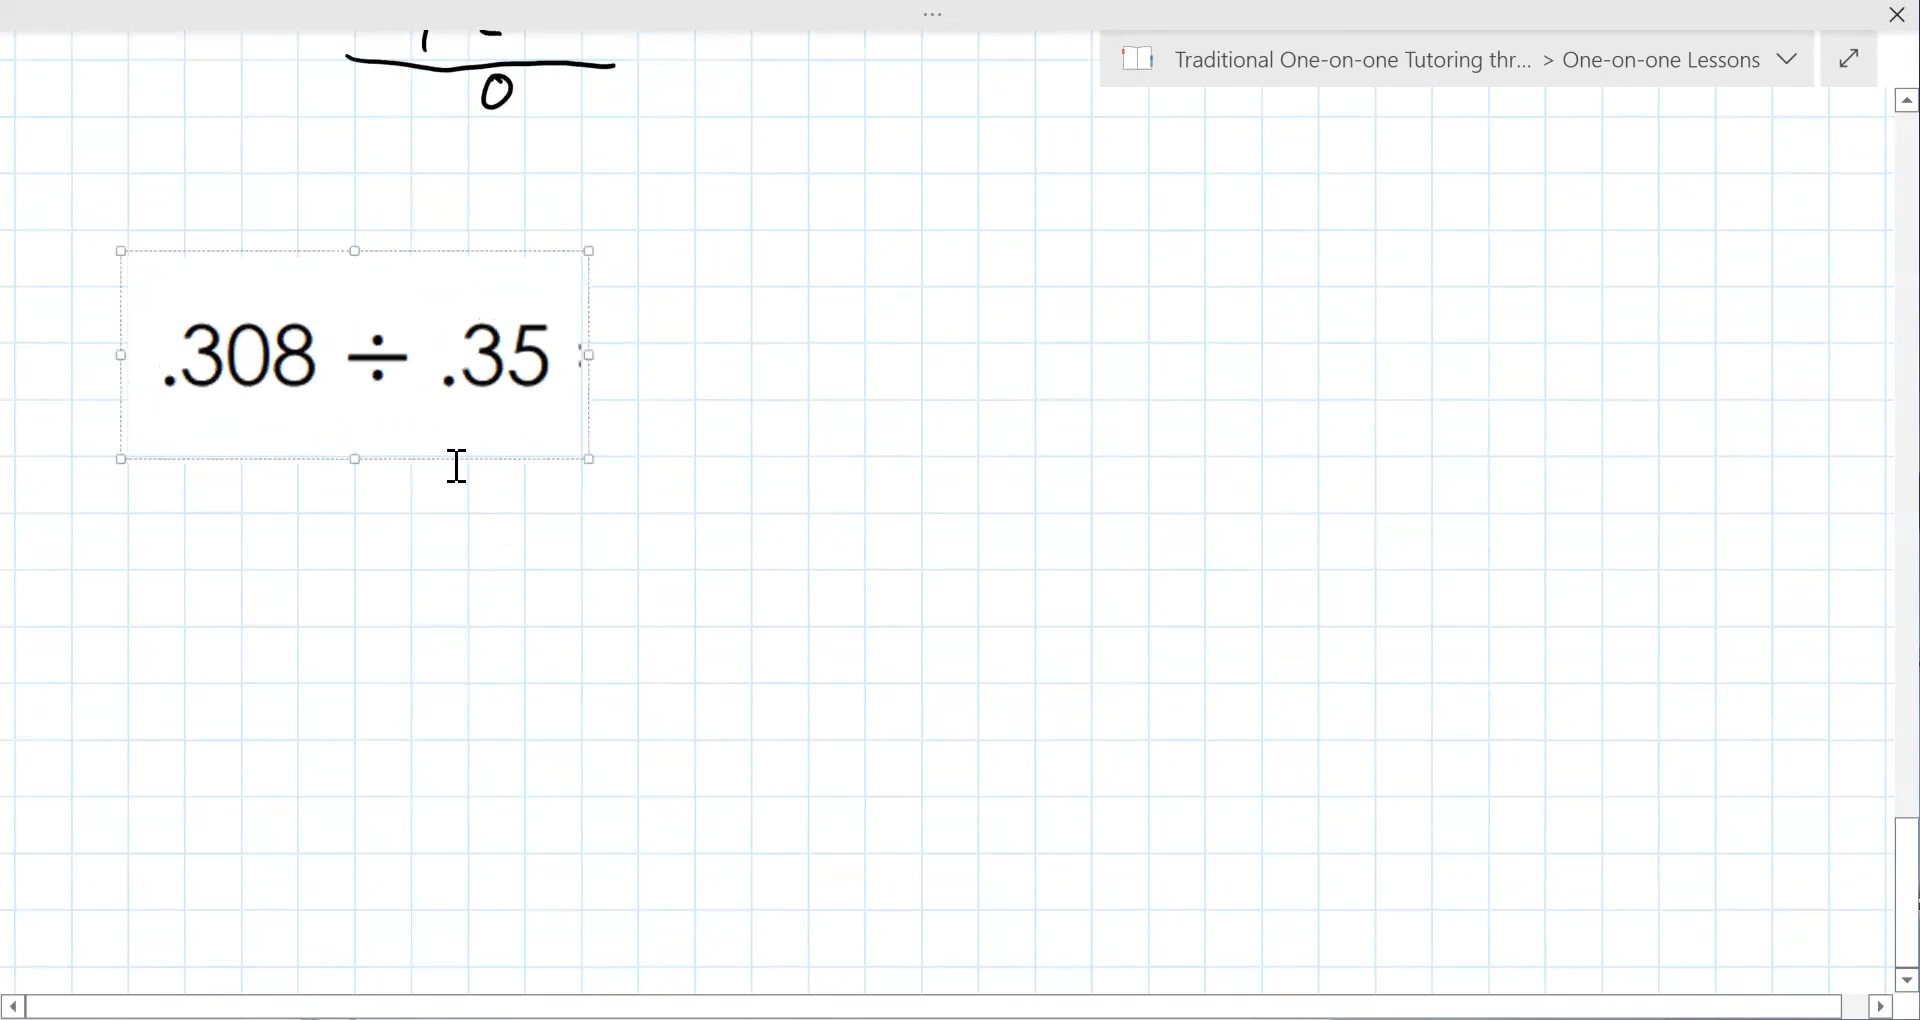 ...
Traditional One-on-one Tutoring thr... > One-on-one Lessons
0
.308 ÷ .35